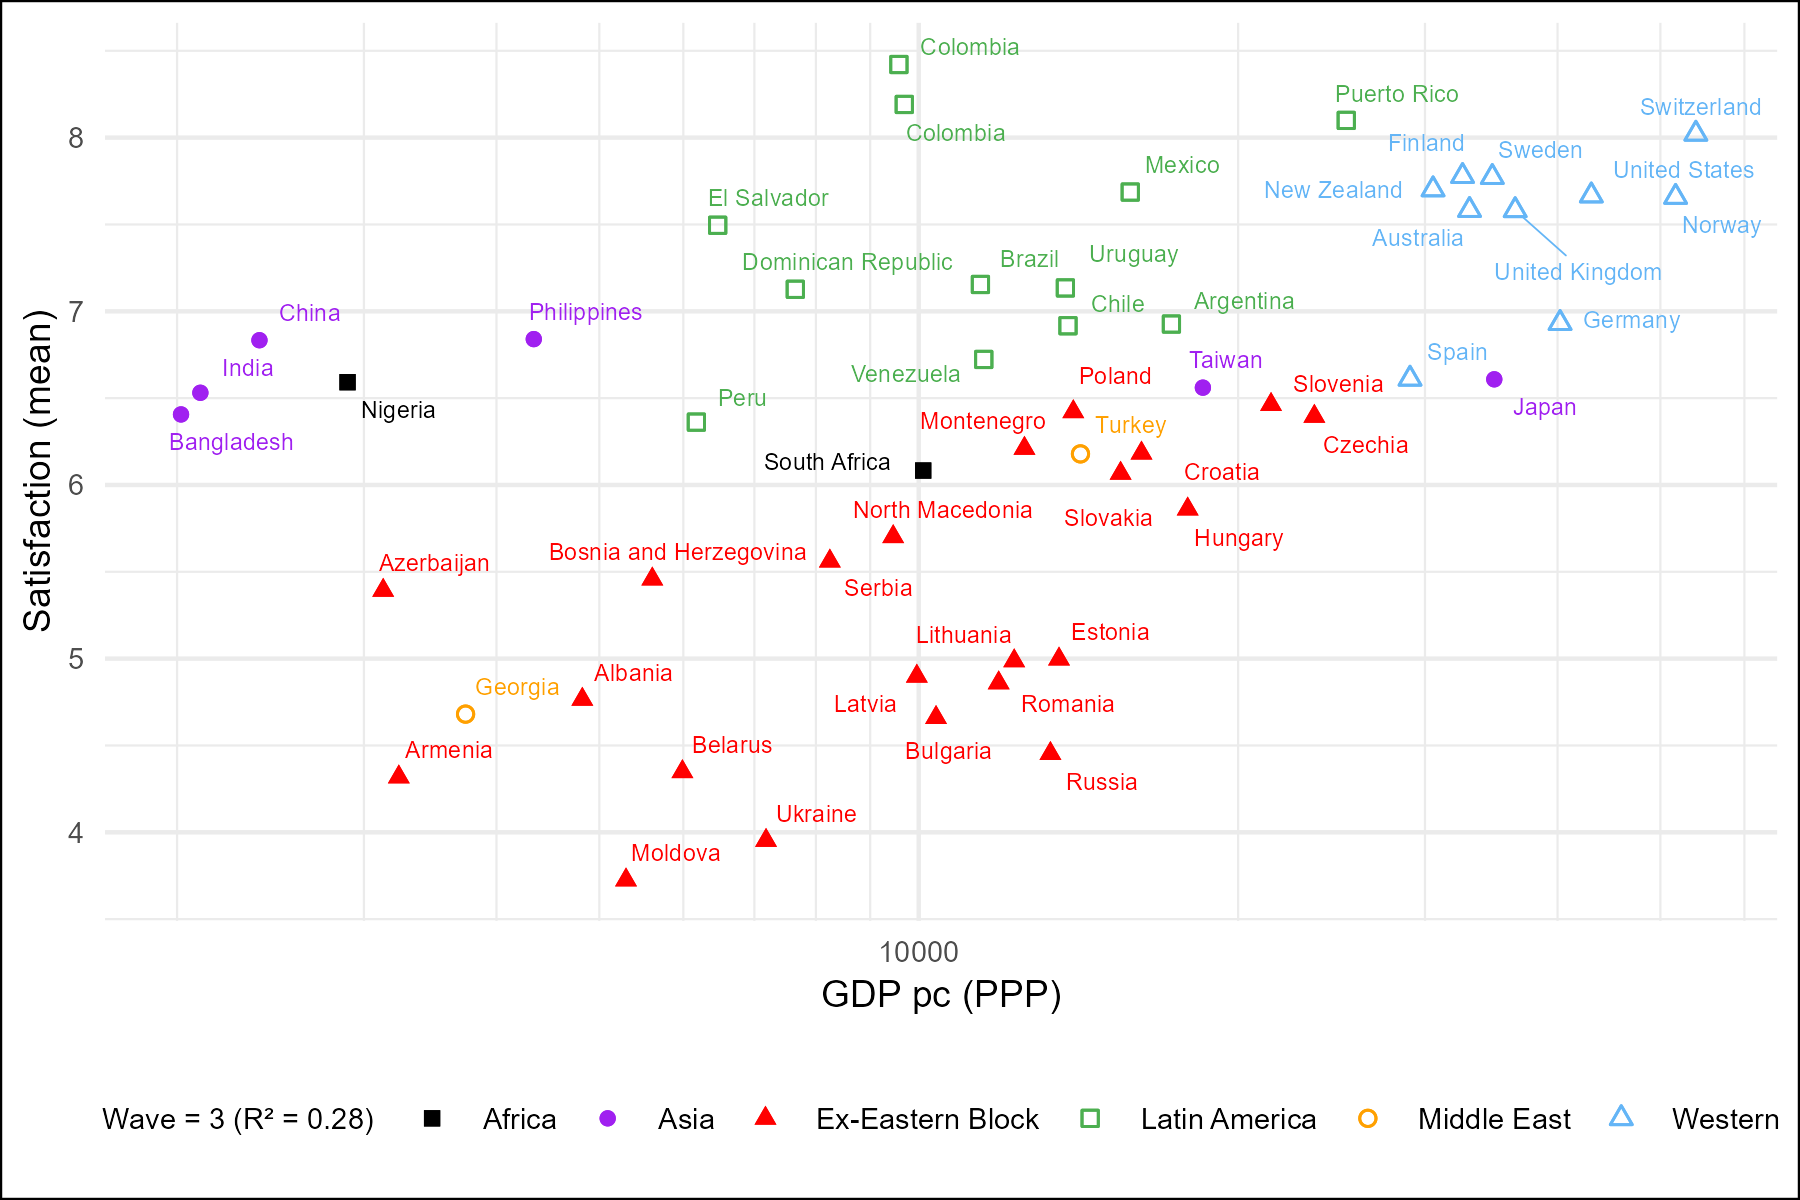 Colombia
Puerto Rico
Switzerland
Colombia
8
Finland
Sweden
Mexico
United States
New Zealand
El Salvador
Norway
Australia
Uruguay
Brazil
Dominican Republic
United Kingdom
Argentina
Chile
7
China
Philippines
Germany
Spain
Taiwan
India
Venezuela
Poland
Slovenia
Peru
Nigeria
Japan
Montenegro
Turkey
Bangladesh
Czechia
South Africa
Croatia
6
North Macedonia
Slovakia
Hungary
Bosnia and Herzegovina
Azerbaijan
Serbia
Satisfaction (mean)
Estonia
Lithuania
5
Albania
Georgia
Latvia
Romania
Belarus
Armenia
Bulgaria
Russia
Ukraine
4
Moldova
10000
GDP pc (PPP)
Wave = 3 (R² = 0.28) Africa Asia Ex-Eastern Block Latin America Middle East Western